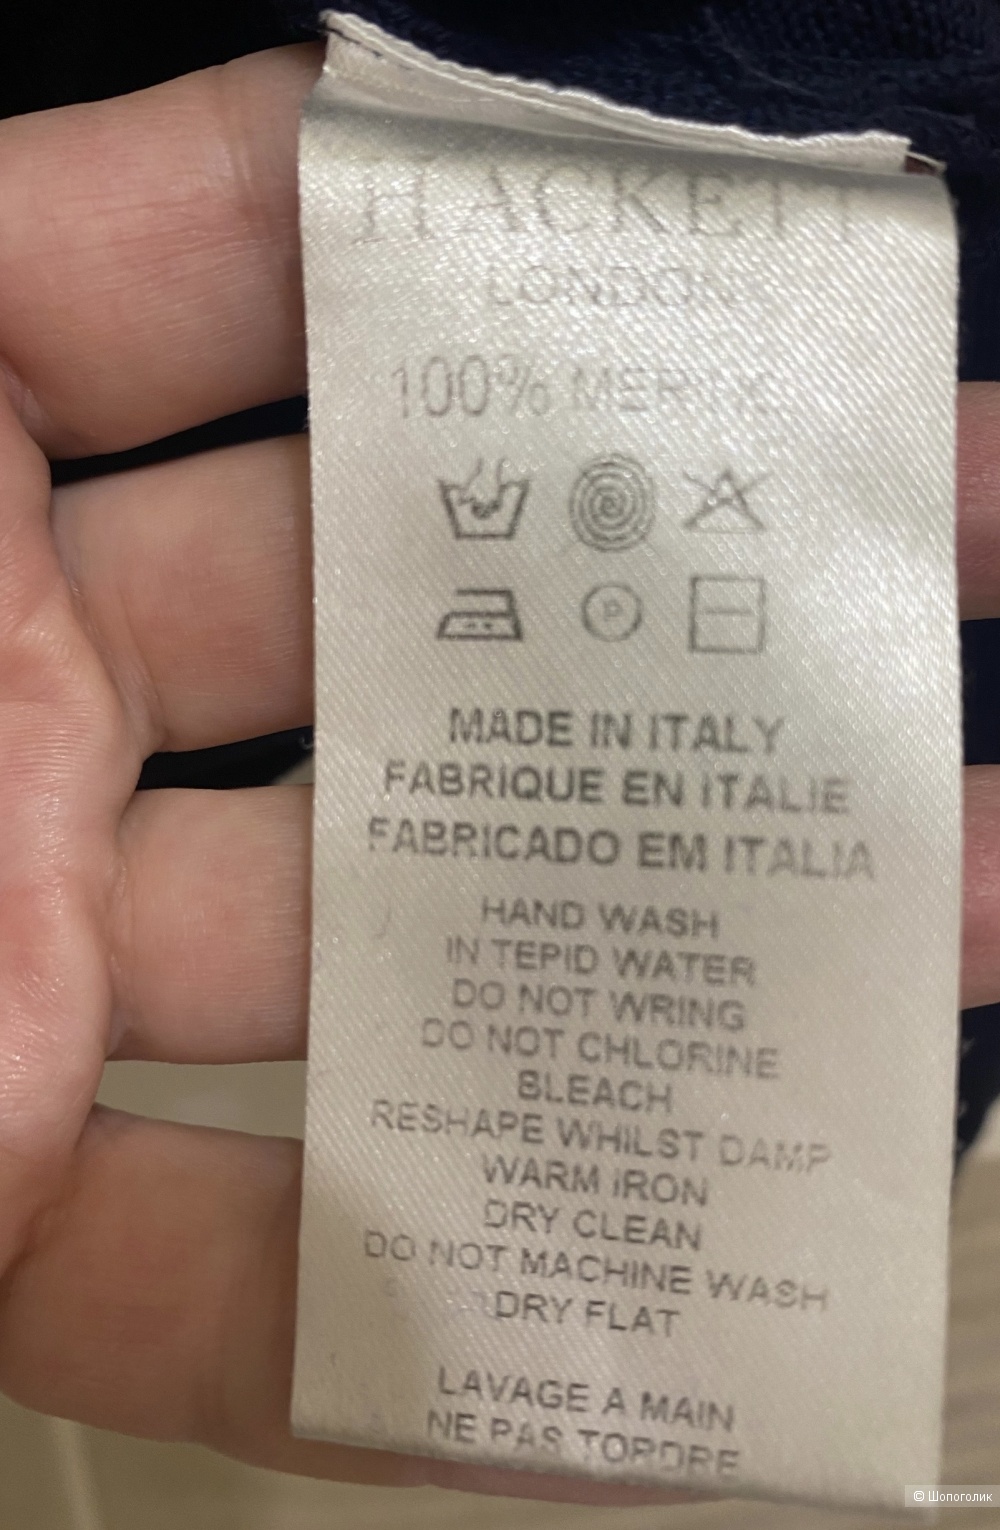 HACKETT
LONDON
100% MERINO
P
MADE IN ITALY
FABRIQUE EN ITALIE
FABRICADO EM ITALIA
HAND WASH
IN TEPID WATER
DO NOT WRING
DO NOT CHLORINE
BLEACH
RESHAPE WHILST DAMP
WARM IRON
DRY CLEAN
DO NOT MACHINE WASH
DRY FLAT
LAVAGE A MAIN
NE PAS TORDRE
© Шопоголик